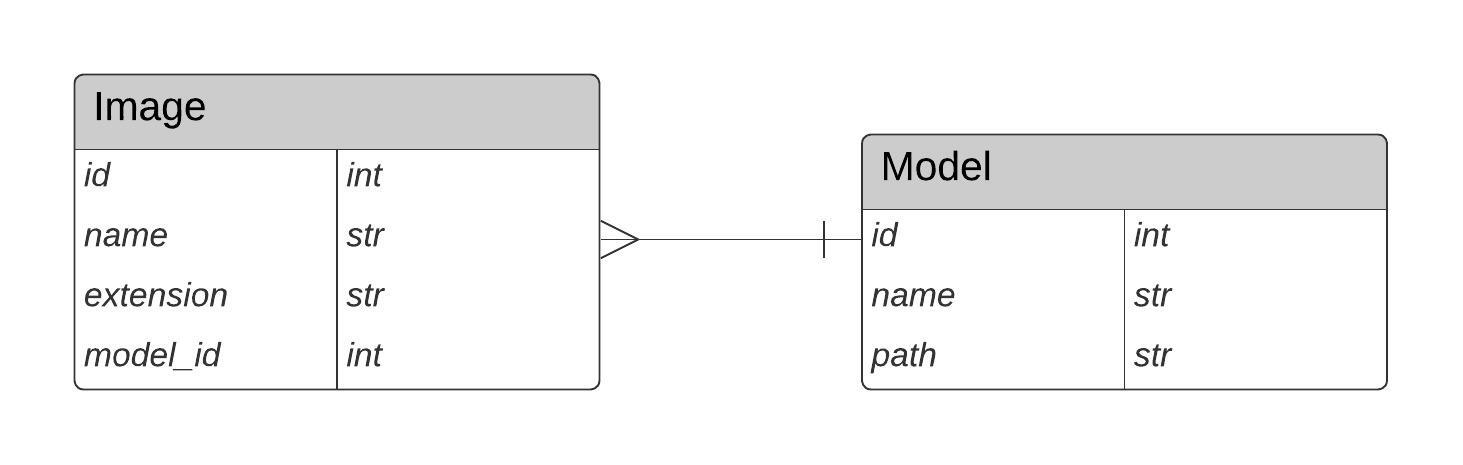 Image
id int
name str
extension str
model_id int
Model
id int
name str
path str